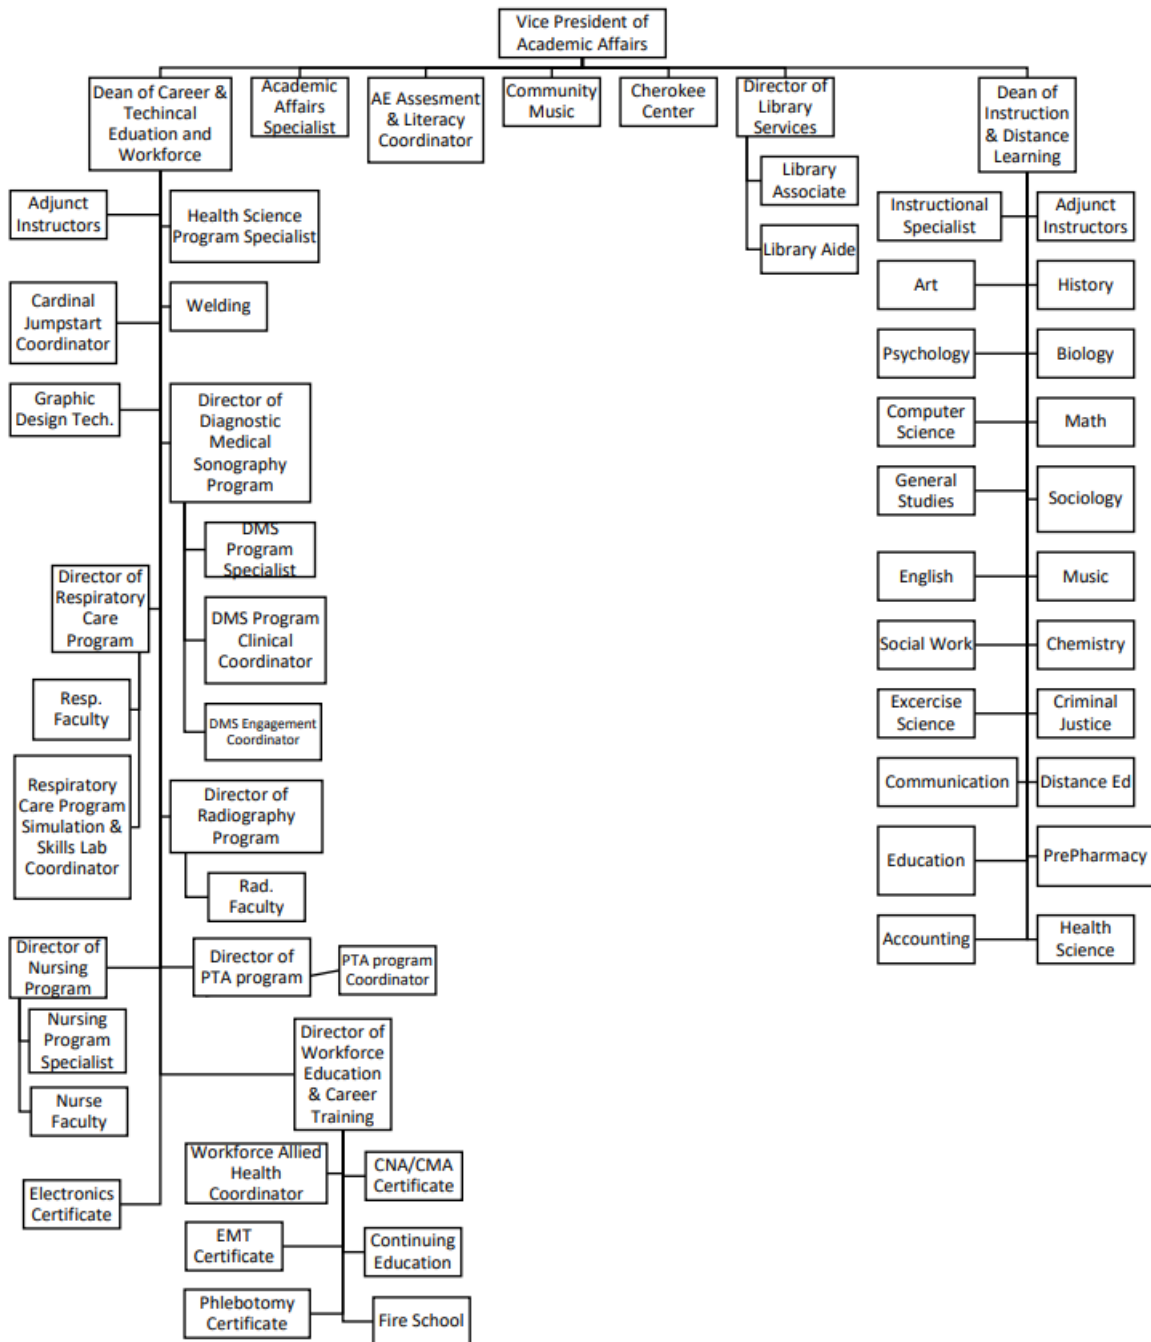 Vice President of
Academic Affairs
Dean of Career &
Techincal
Eduation and
Workforce
Academic
Affairs
Specialist
AE Assesment
& Literacy
Coordinator
Community
Music
Cherokee
Center
Director of
Library
Services
Dean of
Instruction
& Distance
Learning
Library
Associate
Library Aide
Adjunct
Instructors
Health Science
Program Specialist
Cardinal
Jumpstart
Coordinator
Welding
Graphic
Design Tech.
Director of
Diagnostic
Medical
Sonography
Program
DMS
Program
Specialist
DMS Program
Clinical
Coordinator
DMS Engagement
Coordinator
Director of
Respiratory
Care
Program
Resp.
Faculty
Respiratory
Care Program
Simulation &
Skills Lab
Coordinator
Director of
Radiography
Program
Rad.
Faculty
Director of
Nursing
Program
Nursing
Program
Specialist
Nurse
Faculty
Director of
PTA program
PTA program
Coordinator
Director of
Workforce
Education
& Career
Training
Workforce Allied
Health
Coordinator
CNA/CMA
Certificate
EMT
Certificate
Continuing
Education
Phlebotomy
Certificate
Fire School
Electronics
Certificate
Instructional
Specialist
Adjunct
Instructors
Art
History
Psychology
Biology
Computer
Science
Math
General
Studies
Sociology
English
Music
Social Work
Chemistry
Excercise
Science
Criminal
Justice
Communication
Distance Ed
Education
PrePharmacy
Accounting
Health
Science